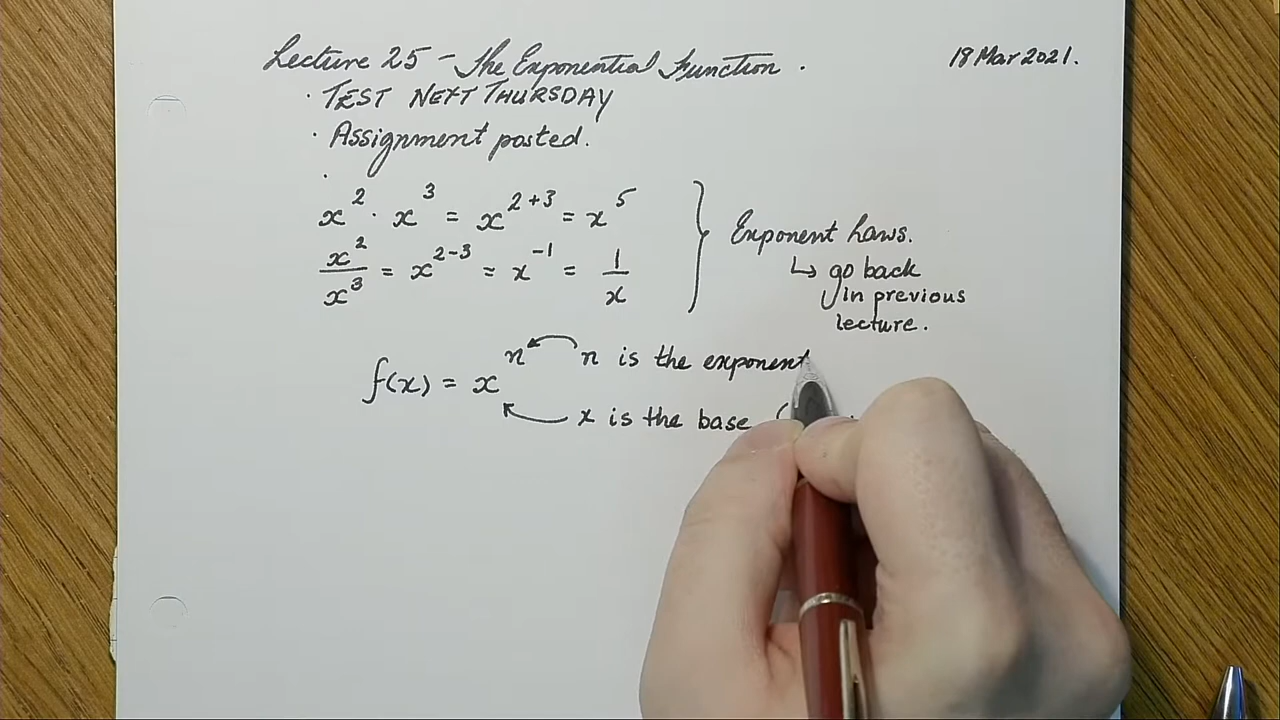 Lecture 25 - The Exponential Function. 18 Mar 2021.
· TEST NEXT THURSDAY
· Assignment posted.
·
x² · x³ = x²⁺³ = x⁵
x²/x³ = x²⁻³ = x⁻¹ = 1/x
} Exponent Laws.
↳ go back
in previous
lecture.
f(x) = xⁿ n is the exponent
x is the base (